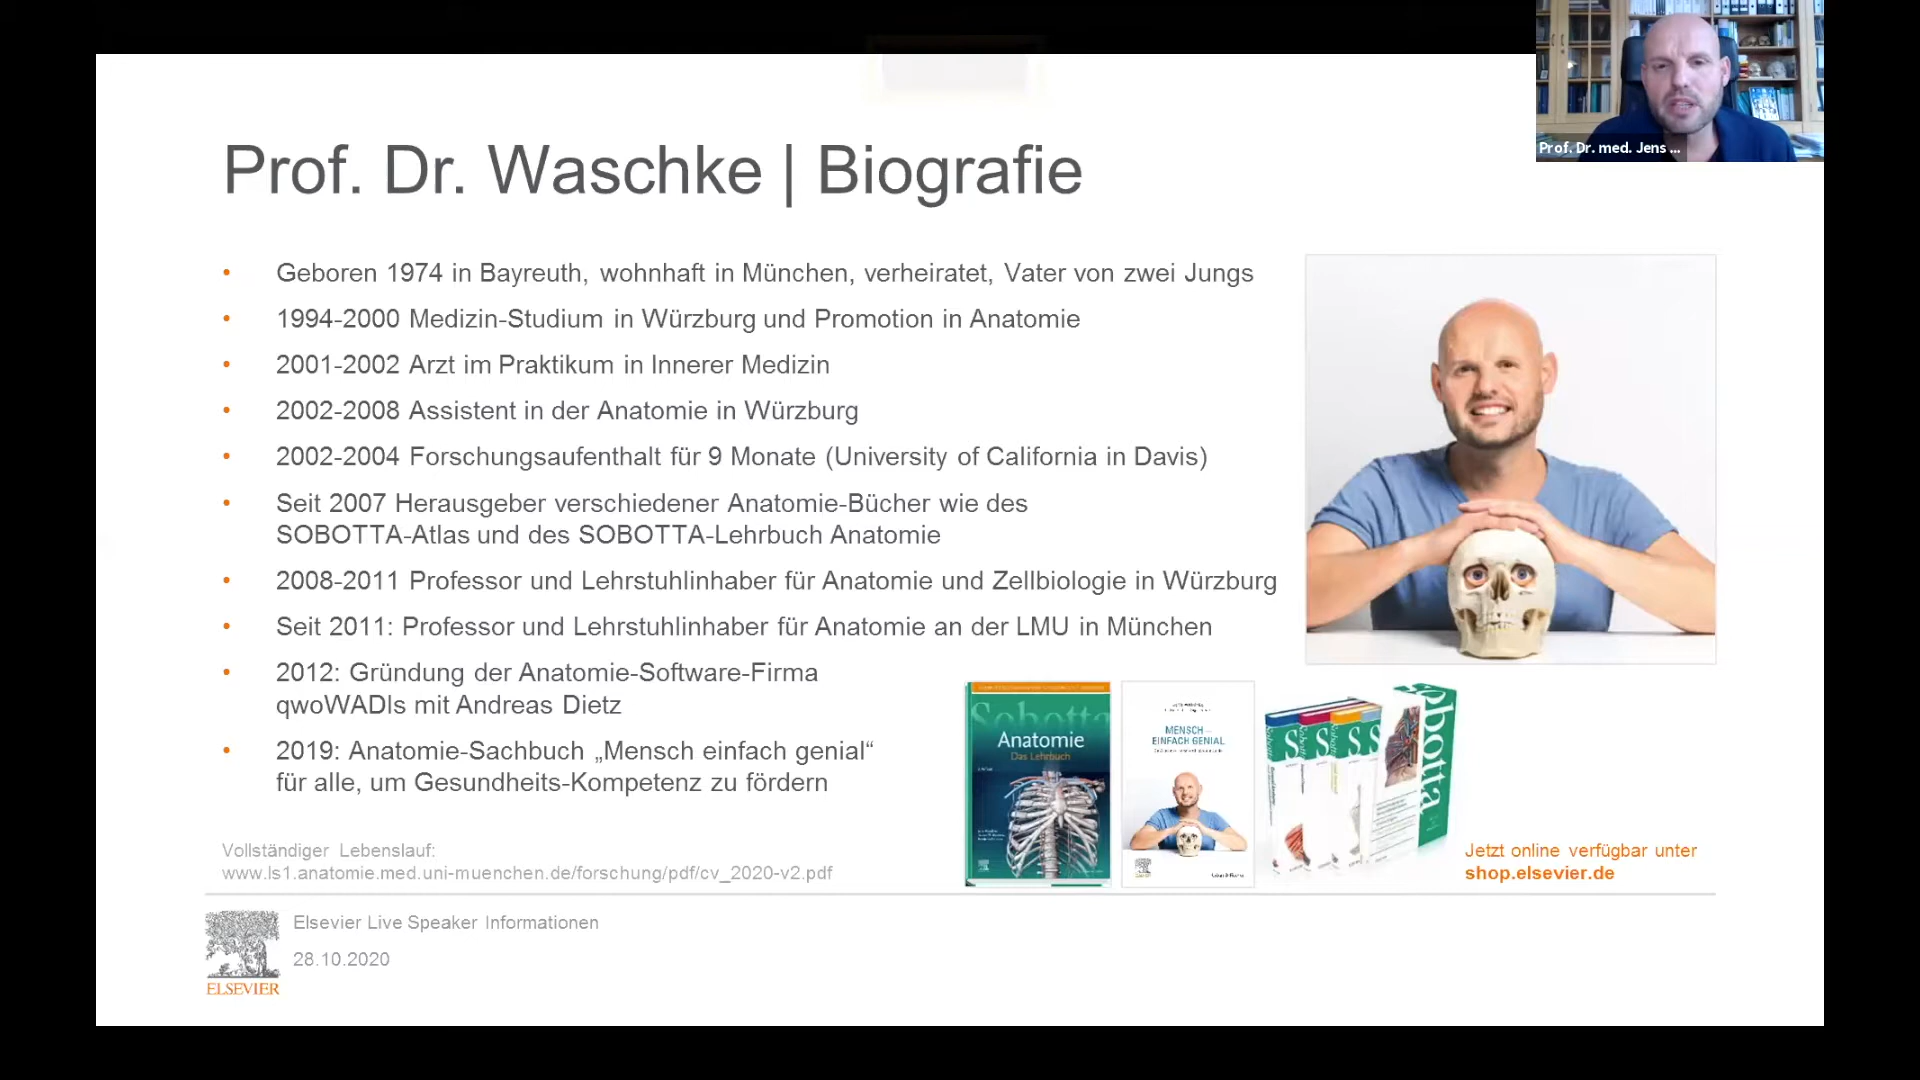 Prof. Dr. med. Jens ...
Prof. Dr. Waschke | Biografie
• Geboren 1974 in Bayreuth, wohnhaft in München, verheiratet, Vater von zwei Jungs
• 1994-2000 Medizin-Studium in Würzburg und Promotion in Anatomie
• 2001-2002 Arzt im Praktikum in Innerer Medizin
• 2002-2008 Assistent in der Anatomie in Würzburg
• 2002-2004 Forschungsaufenthalt für 9 Monate (University of California in Davis)
• Seit 2007 Herausgeber verschiedener Anatomie-Bücher wie des
SOBOTTA-Atlas und des SOBOTTA-Lehrbuch Anatomie
• 2008-2011 Professor und Lehrstuhlinhaber für Anatomie und Zellbiologie in Würzburg
• Seit 2011: Professor und Lehrstuhlinhaber für Anatomie an der LMU in München
• 2012: Gründung der Anatomie-Software-Firma
qwoWADIs mit Andreas Dietz
• 2019: Anatomie-Sachbuch „Mensch einfach genial“
für alle, um Gesundheits-Kompetenz zu fördern
Sobotta
Anatomie
Das Lehrbuch
MENSCH
EINFACH GENIAL
Sobotta
Jetzt online verfügbar unter
shop.elsevier.de
Vollständiger Lebenslauf:
www.ls1.anatomie.med.uni-muenchen.de/forschung/pdf/cv_2020-v2.pdf
Elsevier Live Speaker Informationen
28.10.2020
ELSEVIER